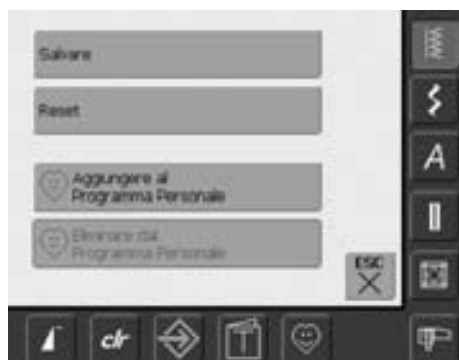 Salvare
Reset
Aggiungere al
Programma Personale
Eliminare dal
Programma Personale
ESC
A
clr